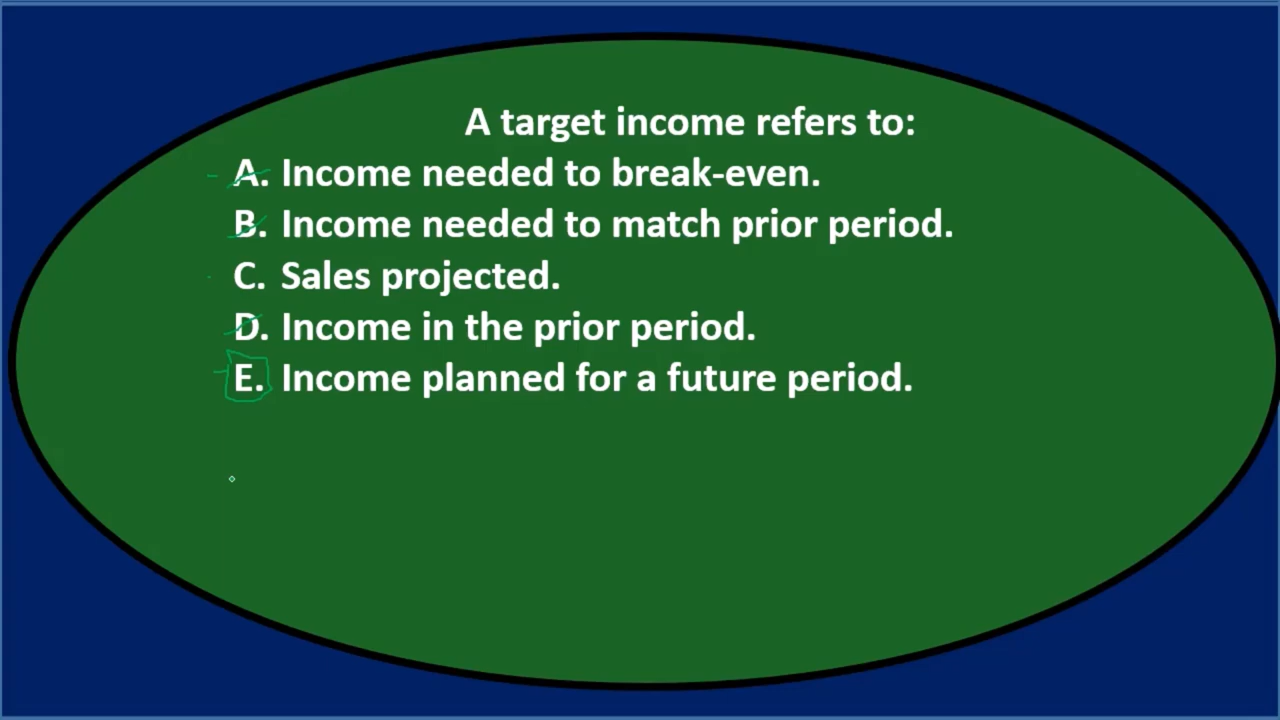 A target income refers to:
A. Income needed to break-even.
B. Income needed to match prior period.
C. Sales projected.
D. Income in the prior period.
E. Income planned for a future period.